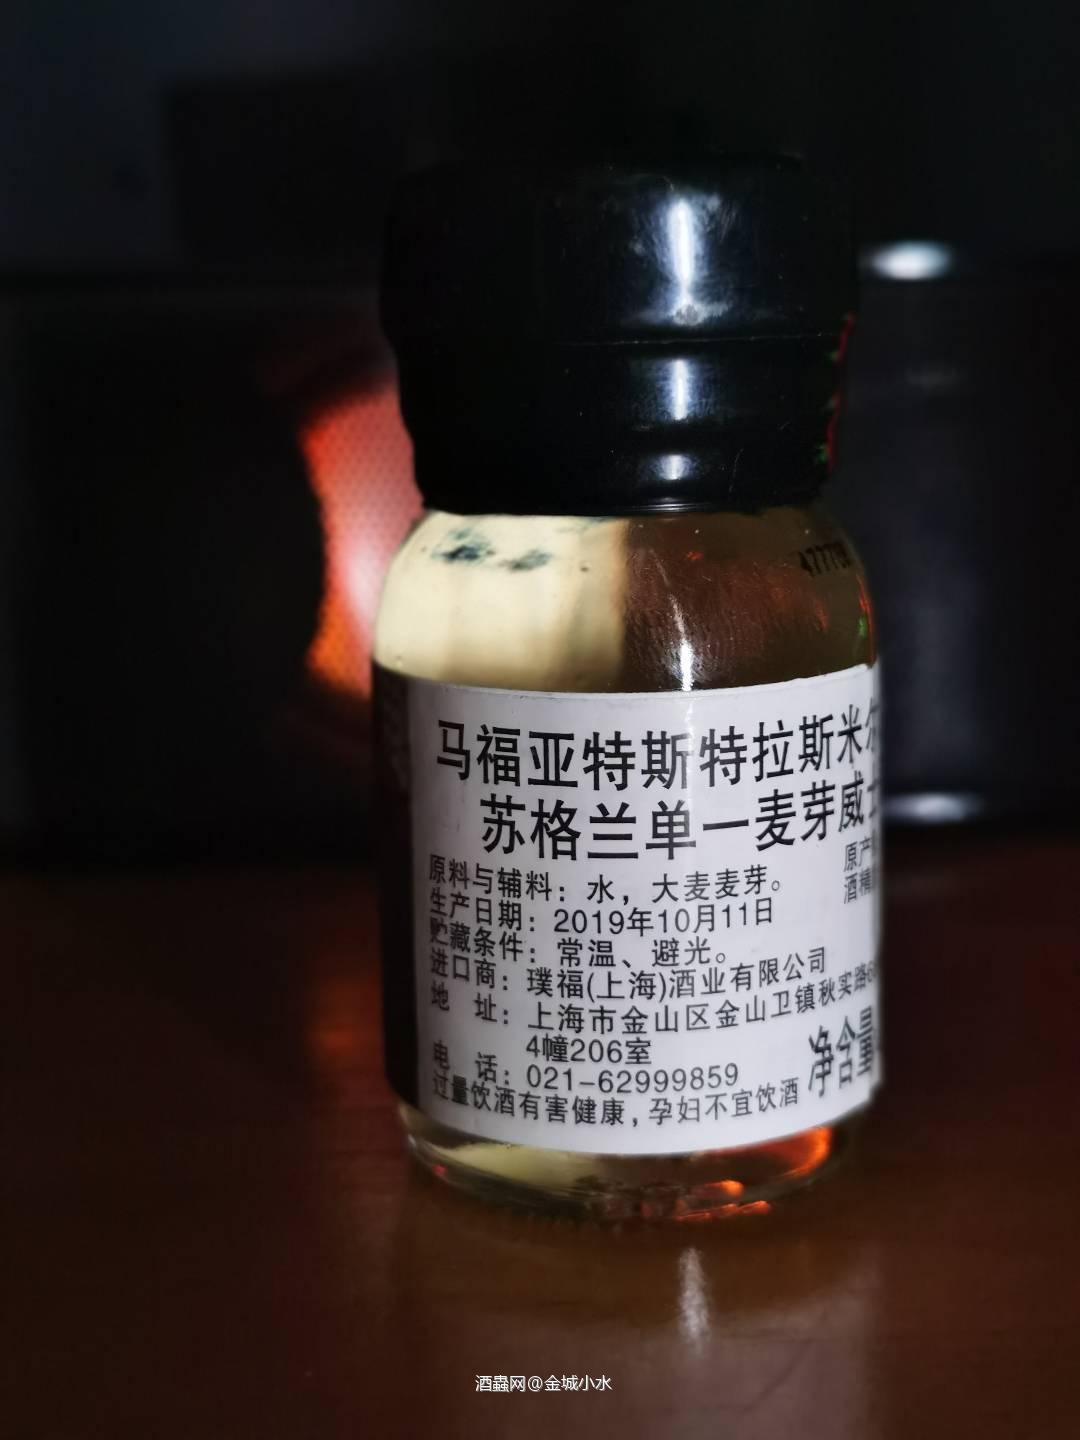 马福亚特斯特拉斯米尔
苏格兰单一麦芽威士
原料与辅料：水，大麦麦芽。
原产
生产日期：2019年10月11日
酒精
贮藏条件：常温、避光。
进口商：璞福(上海)酒业有限公司
地 址：上海市金山区金山卫镇秋实路
4幢206室
净含量
电 话：021-62999859
过量饮酒有害健康，孕妇不宜饮酒
酒蟲网@金城小水